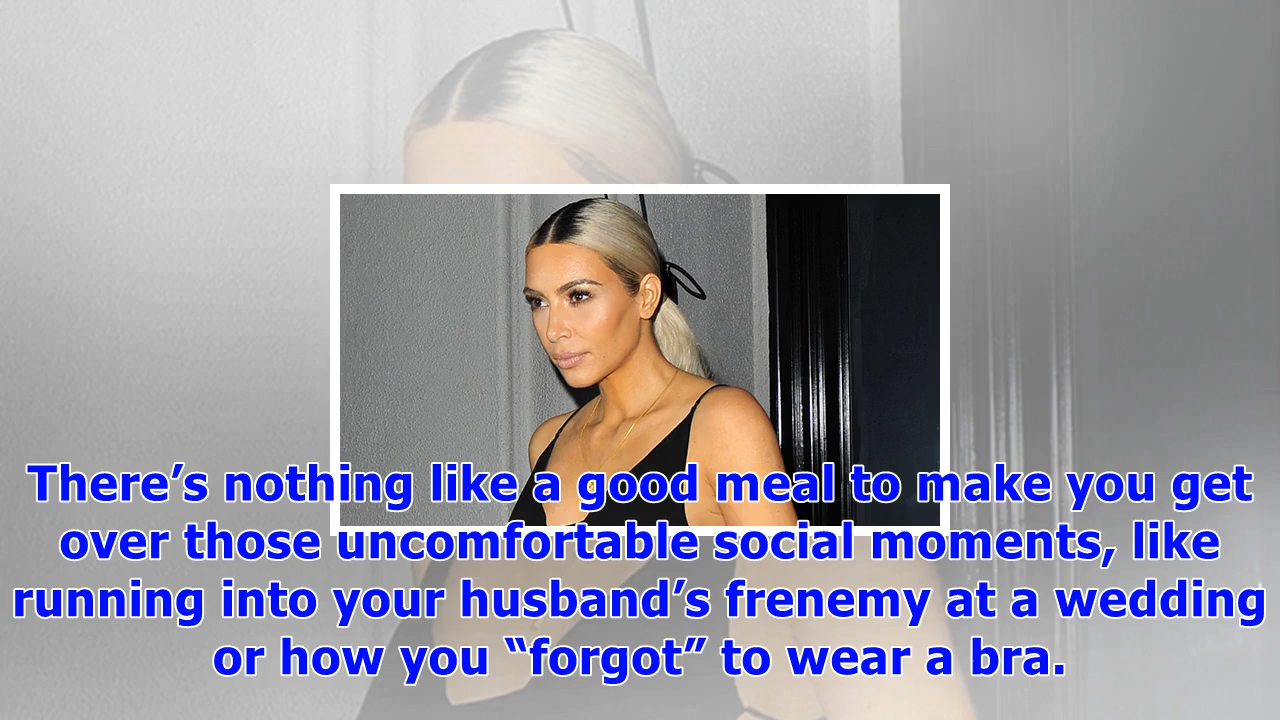 There’s nothing like a good meal to make you get
over those uncomfortable social moments, like
running into your husband’s frenemy at a wedding
or how you “forgot” to wear a bra.